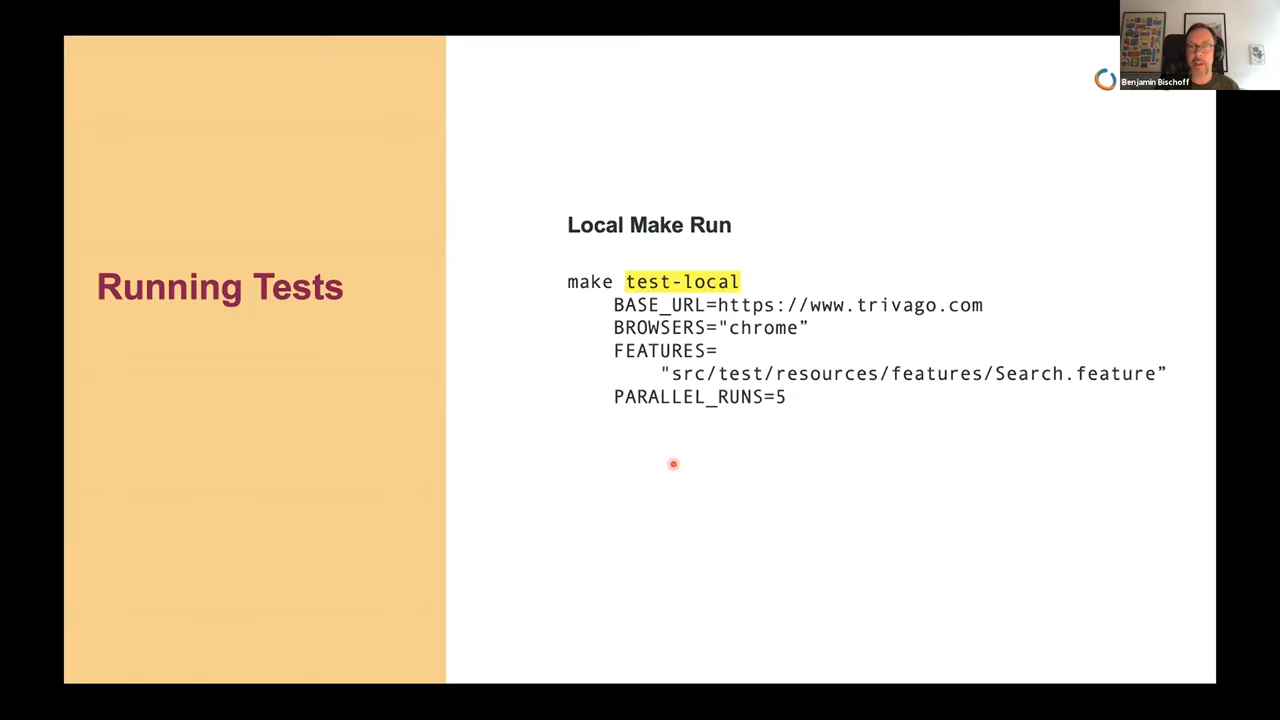 Benjamin Bischoff
Running Tests
Local Make Run
make test-local
BASE_URL=https://www.trivago.com
BROWSERS="chrome”
FEATURES=
"src/test/resources/features/Search.feature”
PARALLEL_RUNS=5